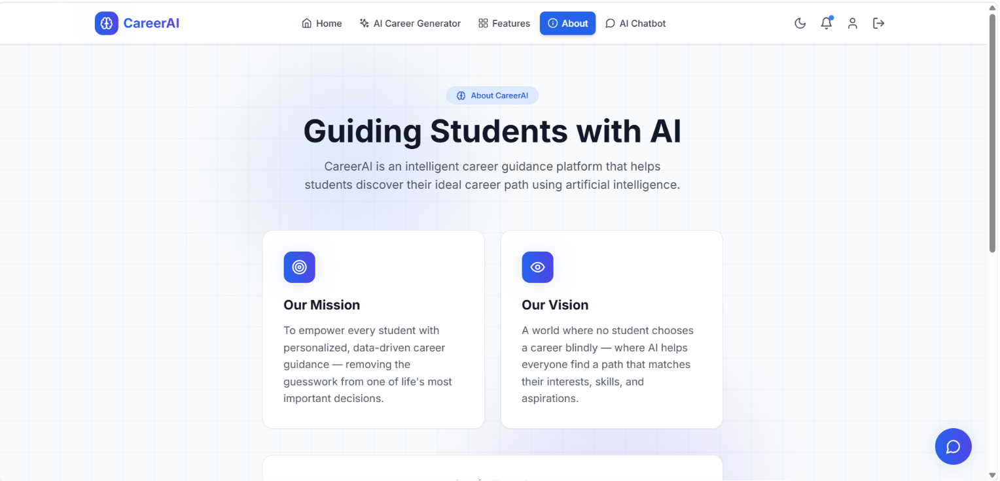 CareerAI
Home
AI Career Generator
Features
About
AI Chatbot
About CareerAI
Guiding Students with AI
CareerAI is an intelligent career guidance platform that helps
students discover their ideal career path using artificial intelligence.
Our Mission
To empower every student with
personalized, data-driven career
guidance — removing the
guesswork from one of life's most
important decisions.
Our Vision
A world where no student chooses
a career blindly — where AI helps
everyone find a path that matches
their interests, skills, and
aspirations.